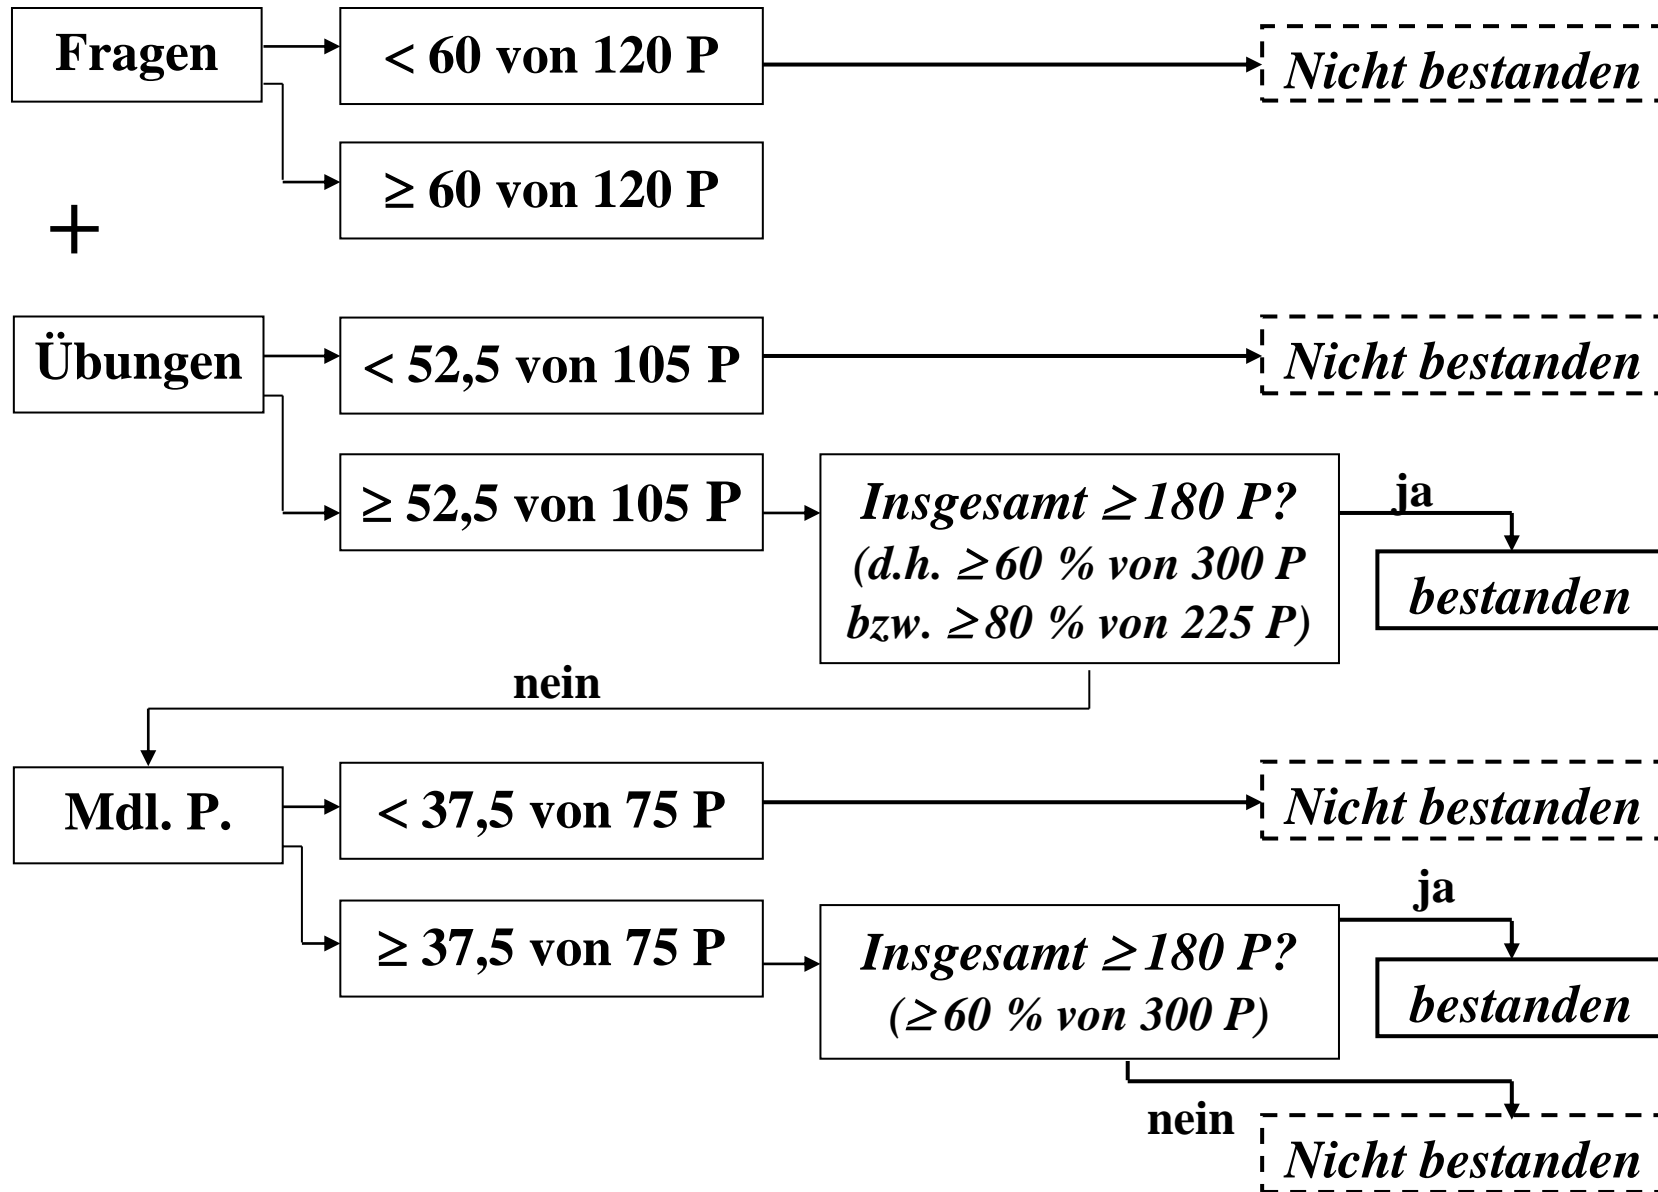 Fragen
< 60 von 120 P
Nicht bestanden
≥ 60 von 120 P
+
Übungen
< 52,5 von 105 P
Nicht bestanden
≥ 52,5 von 105 P
Insgesamt ≥ 180 P?
(d.h. ≥ 60 % von 300 P
bzw. ≥ 80 % von 225 P)
ja
bestanden
nein
Mdl. P.
< 37,5 von 75 P
Nicht bestanden
≥ 37,5 von 75 P
Insgesamt ≥ 180 P?
(≥ 60 % von 300 P)
ja
bestanden
nein
Nicht bestanden